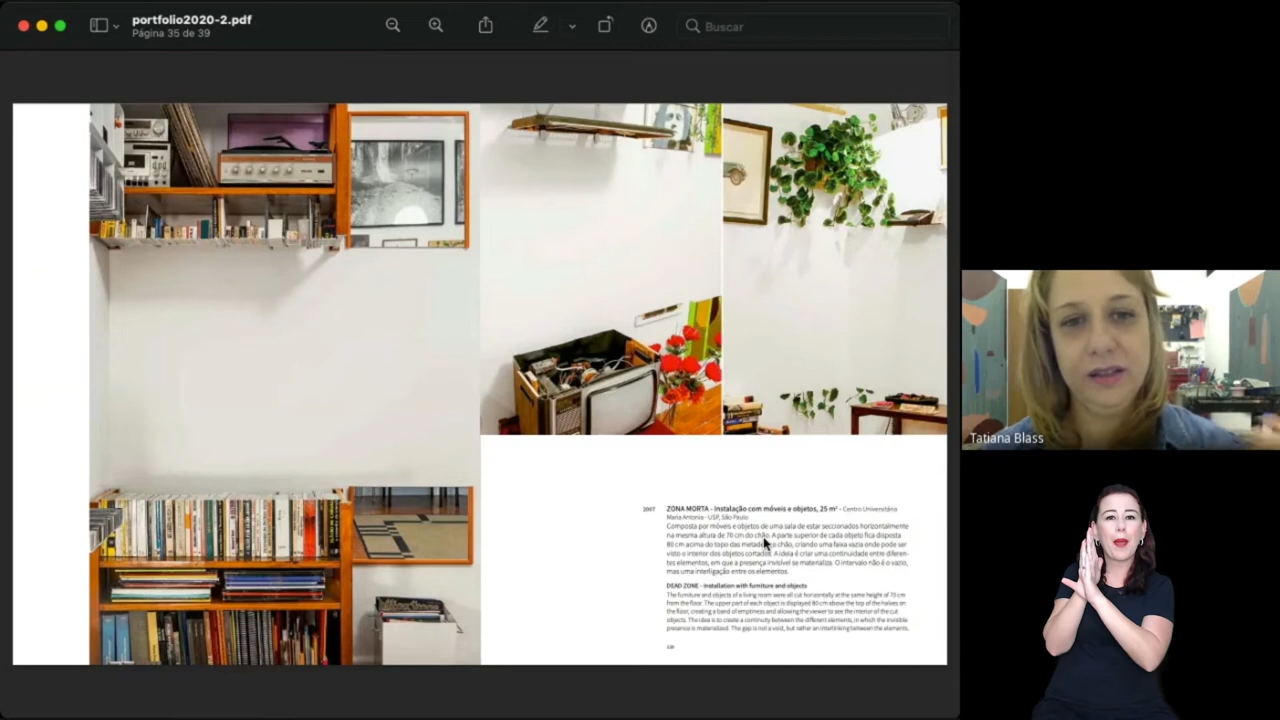 portfolio2020-2.pdf
Página 35 de 39
Buscar
2007 ZONA MORTA - Instalação com móveis e objetos, 25 m² - Centro Universitário
Maria Antonia - USP, São Paulo
Composta por móveis e objetos de uma sala de estar seccionados horizontalmente
na mesma altura de 70 cm do chão. A parte superior de cada objeto fica disposta
80 cm acima do topo das metades no chão, criando uma faixa vazia onde pode ser
visto o interior dos objetos cortados. A ideia é criar uma continuidade entre diferen-
tes elementos, em que a presença invisível se materializa. O intervalo não é o vazio,
mas uma interligação entre os elementos.
DEAD ZONE - Installation with furniture and objects
The furniture and objects of a living room were all cut horizontally at the same height of 70 cm
from the floor. The upper part of each object is displayed 80 cm above the top of the halves on
the floor, creating a band of emptiness and allowing the viewer to see the interior of the cut
objects. The idea is to create a continuity between the different elements, in which the invisible
presence is materialized. The gap is not a void, but rather an interlinking between the elements.
Tatiana Blass